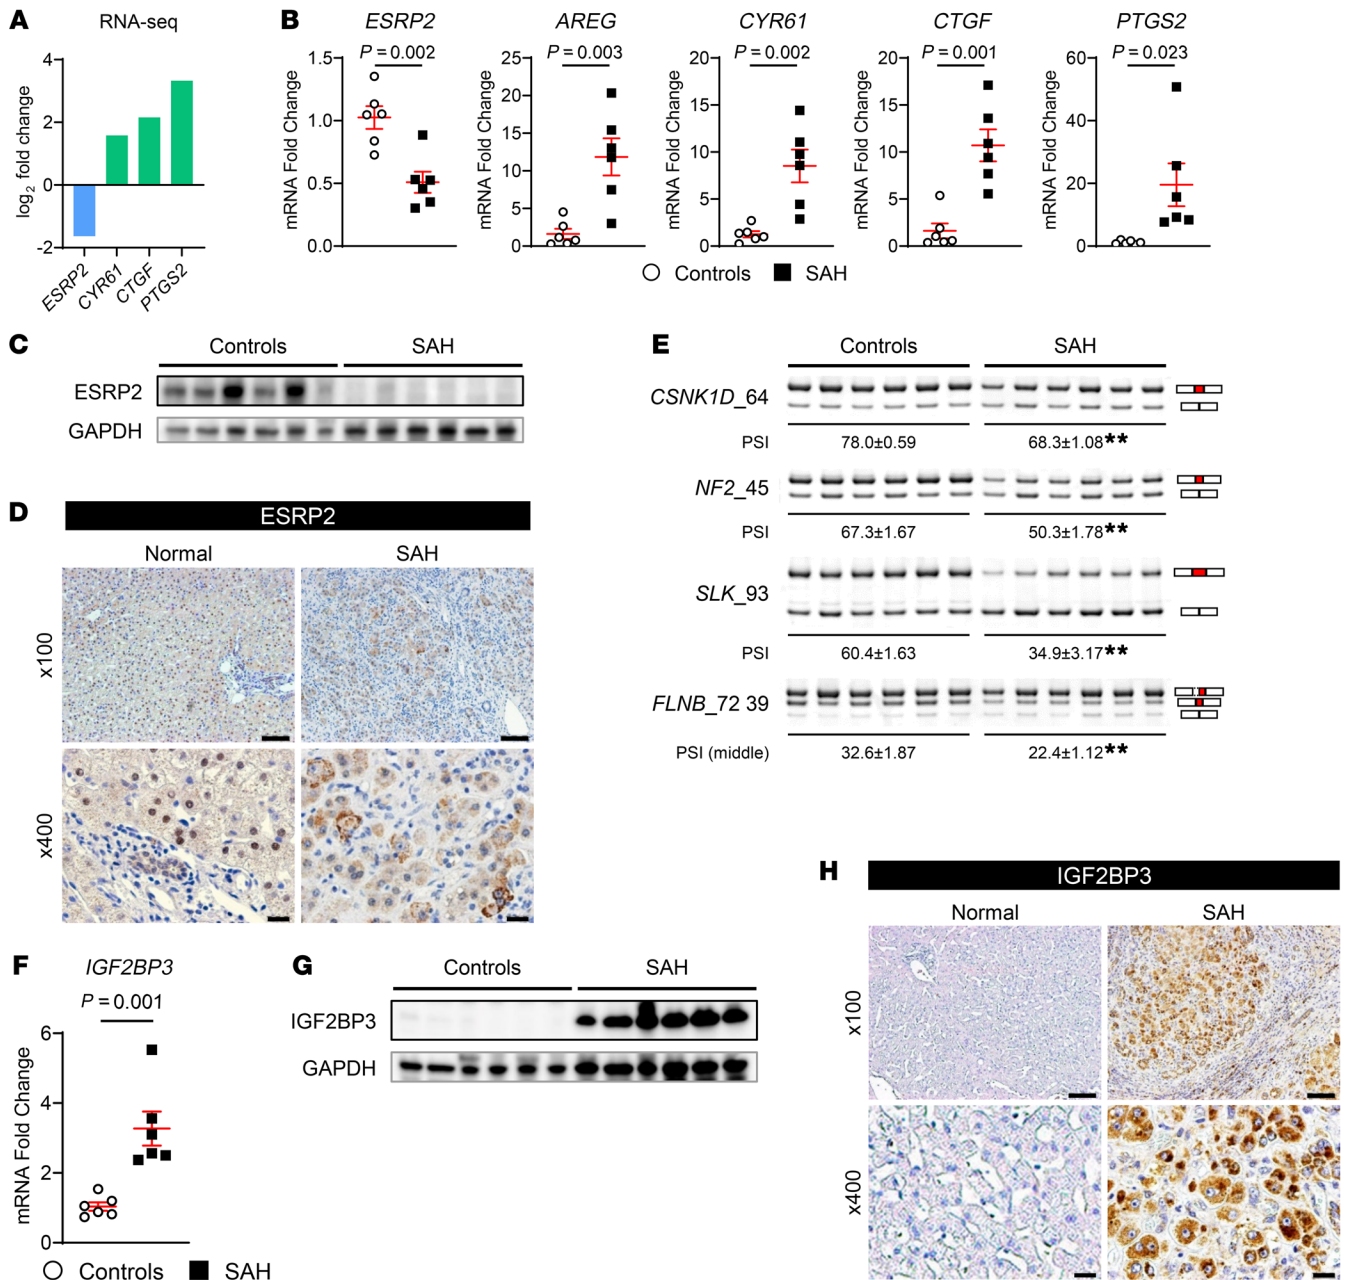 A
RNA-seq
log2 fold change
4
2
0
-2
ESRP2
CYR61
CTGF
PTGS2
B
ESRP2
P = 0.002
mRNA Fold Change
1.5
1.0
0.5
0.0
AREG
P = 0.003
mRNA Fold Change
25
20
15
10
5
0
CYR61
P = 0.002
mRNA Fold Change
20
15
10
5
0
CTGF
P = 0.001
mRNA Fold Change
20
15
10
5
0
PTGS2
P = 0.023
mRNA Fold Change
60
40
20
0
Controls SAH
C
Controls SAH
ESRP2
GAPDH
D
ESRP2
Normal SAH
x100
x400
E
Controls SAH
CSNK1D_64
PSI 78.0±0.59 68.3±1.08**
NF2_45
PSI 67.3±1.67 50.3±1.78**
SLK_93
PSI 60.4±1.63 34.9±3.17**
FLNB_72 39
PSI (middle) 32.6±1.87 22.4±1.12**
F
IGF2BP3
P = 0.001
mRNA Fold Change
6
4
2
0
Controls SAH
G
Controls SAH
IGF2BP3
GAPDH
H
IGF2BP3
Normal SAH
x100
x400